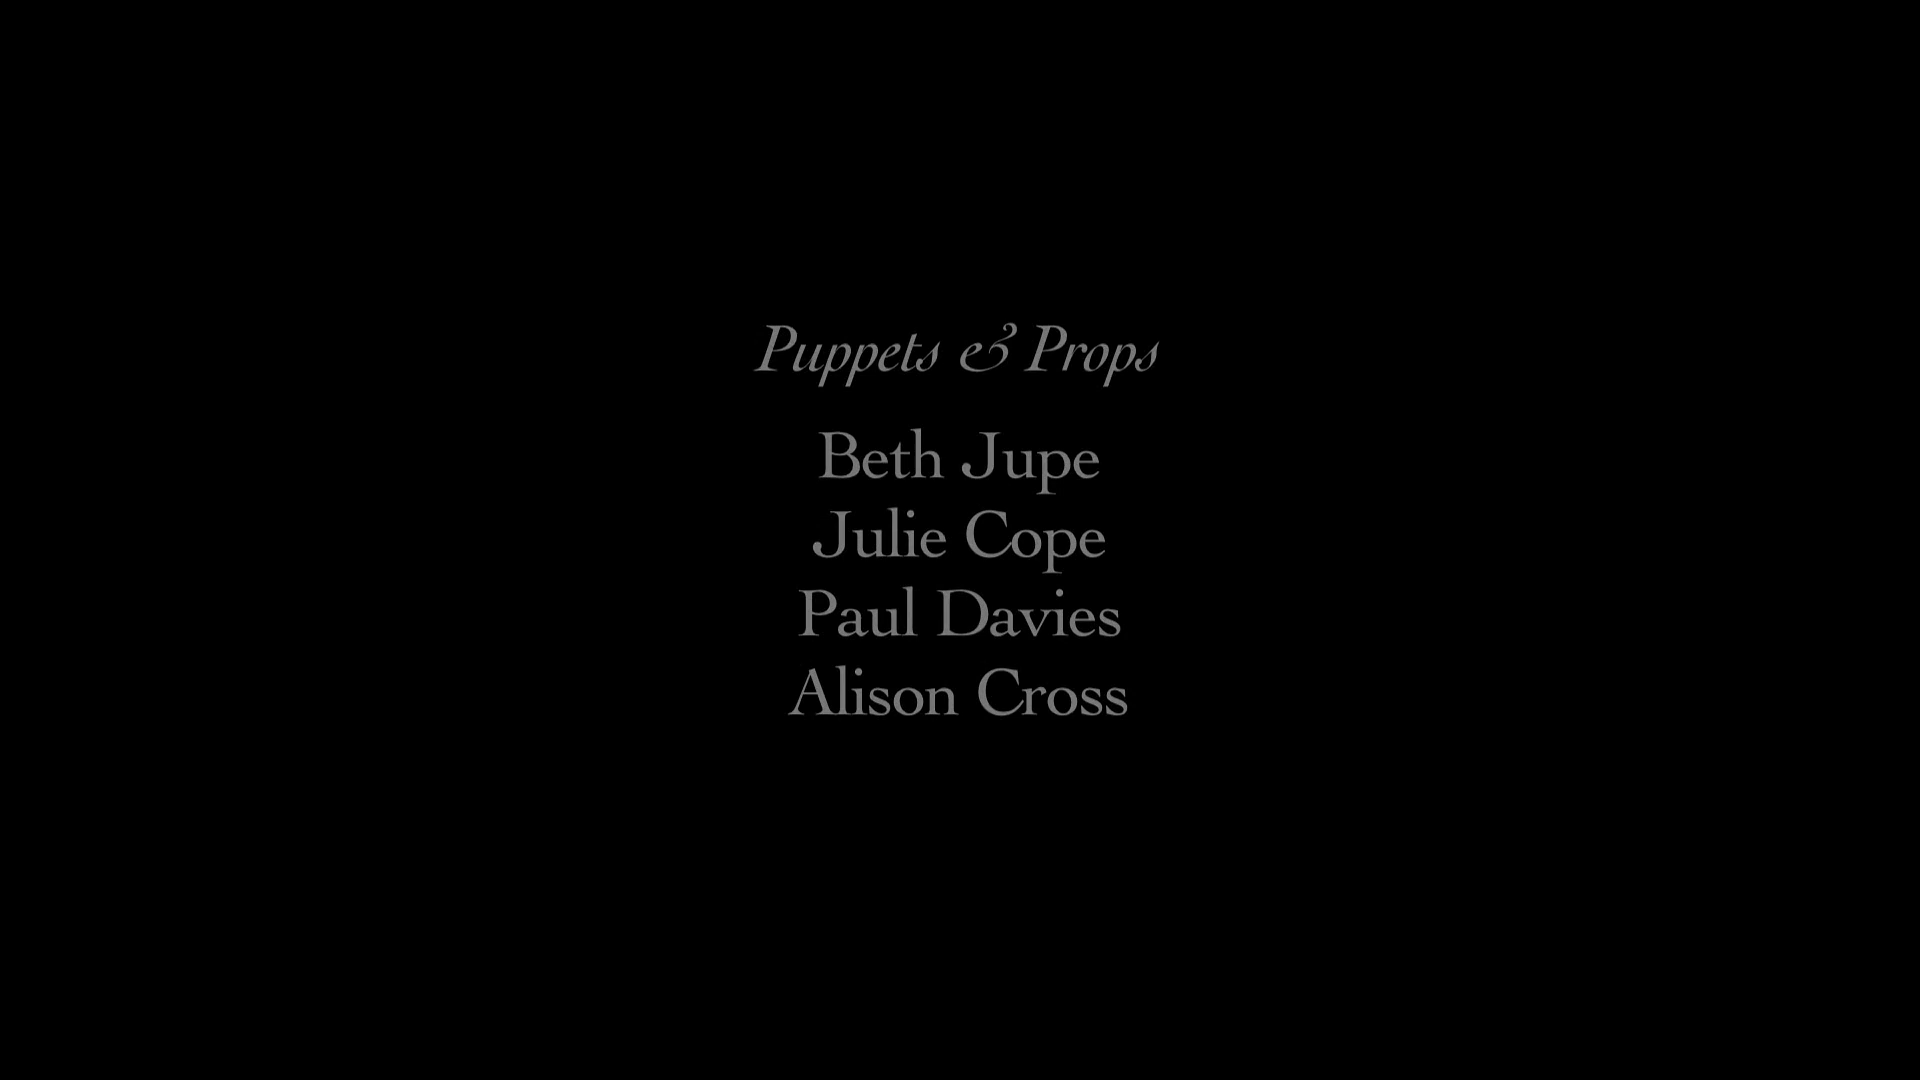 Puppets & Props
Beth Jupe
Julie Cope
Paul Davies
Alison Cross